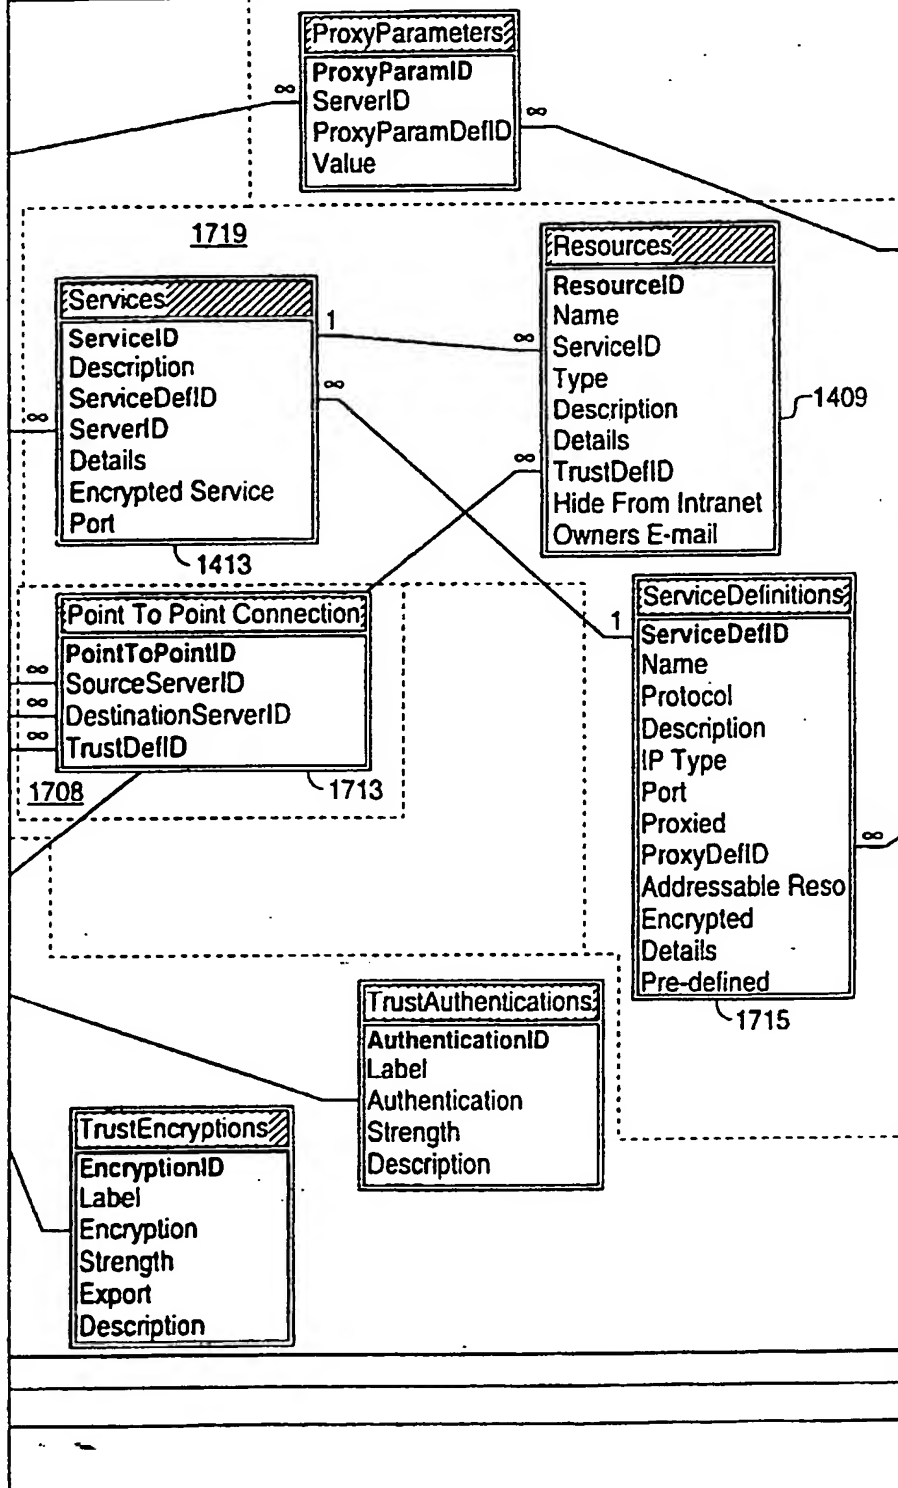 ProxyParameters
ProxyParamID
∞
ServerID
∞
ProxyParamDefID
Value
1719
Resources
ResourceID
Name
ServiceID
Type
Description
Details
TrustDefID
Hide From Intranet
Owners E-mail
∞
∞
1409
Services
ServiceID
Description
ServiceDefID
ServerID
Details
Encrypted Service
Port
1
∞
∞
1413
Point To Point Connection
PointToPointID
SourceServerID
DestinationServerID
TrustDefID
∞
∞
∞
1708
1713
ServiceDefinitions
ServiceDefID
Name
Protocol
Description
IP Type
Port
Proxied
ProxyDefID
Addressable Reso
Encrypted
Details
Pre-defined
1
∞
1715
TrustAuthentications
AuthenticationID
Label
Authentication
Strength
Description
TrustEncryptions
EncryptionID
Label
Encryption
Strength
Export
Description